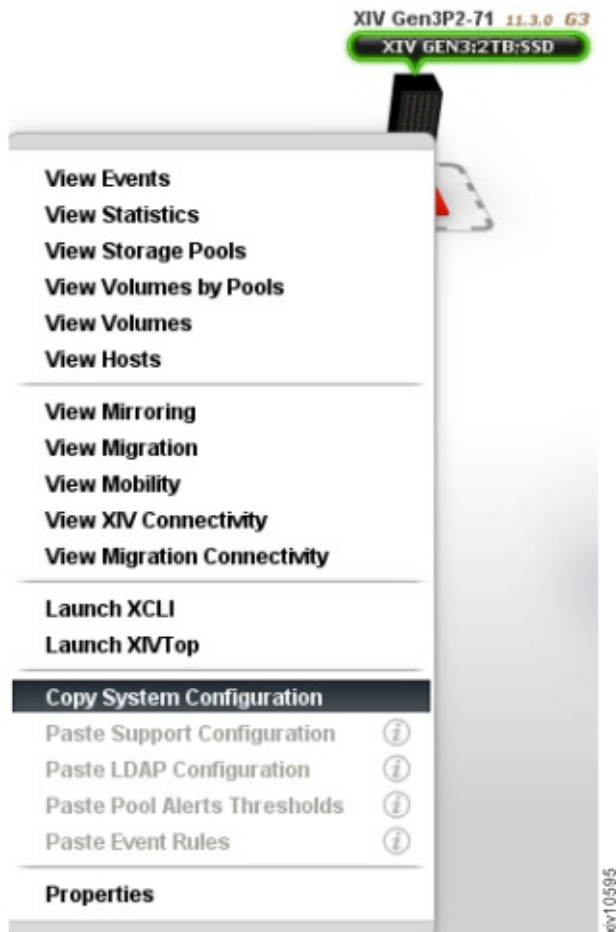 XIV Gen3P2-71 11.3.0 G3
XIV GEN3:2TB:SSD
View Events
View Statistics
View Storage Pools
View Volumes by Pools
View Volumes
View Hosts
View Mirroring
View Migration
View Mobility
View XIV Connectivity
View Migration Connectivity
Launch XCLI
Launch XIVTop
Copy System Configuration
Paste Support Configuration
Paste LDAP Configuration
Paste Pool Alerts Thresholds
Paste Event Rules
Properties
xiv10595